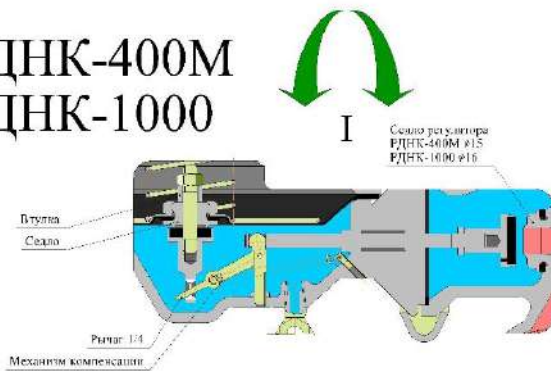 ДНК-400М
ДНК-1000
I
Седло регулятора
РДНК-400М ø15
РДНК-1000 ø16
Втулка
Седло
Рычаг 1/4
Механизм компенсации